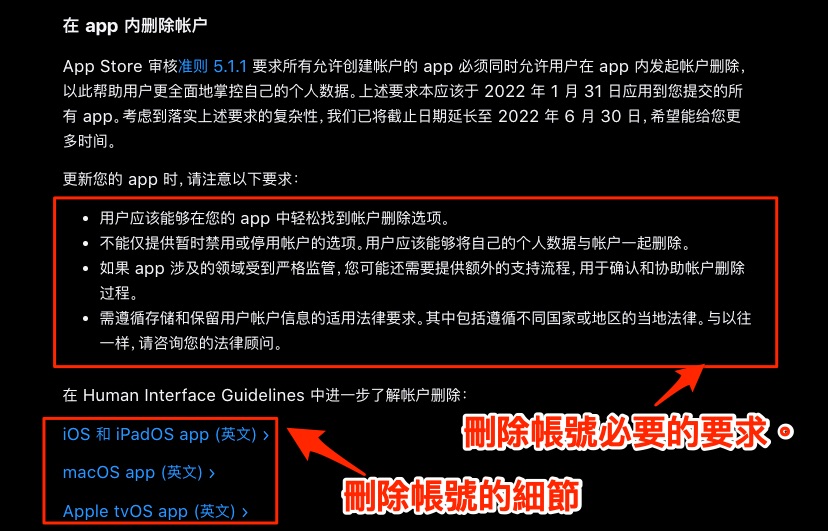 在 app 内删除帐户
App Store 审核准则 5.1.1 要求所有允许创建帐户的 app 必须同时允许用户在 app 内发起帐户删除，
以此帮助用户更全面地掌控自己的个人数据。上述要求本应该于 2022 年 1 月 31 日应用到您提交的所
有 app。考虑到落实上述要求的复杂性，我们已将截止日期延长至 2022 年 6 月 30 日，希望能给您更
多时间。
更新您的 app 时，请注意以下要求：
• 用户应该能够在您的 app 中轻松找到帐户删除选项。
• 不能仅提供暂时禁用或停用帐户的选项。用户应该能够将自己的个人数据与帐户一起删除。
• 如果 app 涉及的领域受到严格监管，您可能还需要提供额外的支持流程，用于确认和协助帐户删除
过程。
• 需遵循存储和保留用户帐户信息的适用法律要求。其中包括遵循不同国家或地区的当地法律。与以往
一样，请咨询您的法律顾问。
在 Human Interface Guidelines 中进一步了解帐户删除：
刪除帳號必要的要求。
iOS 和 iPadOS app (英文) ›
macOS app (英文) ›
刪除帳號的細節
Apple tvOS app (英文) ›